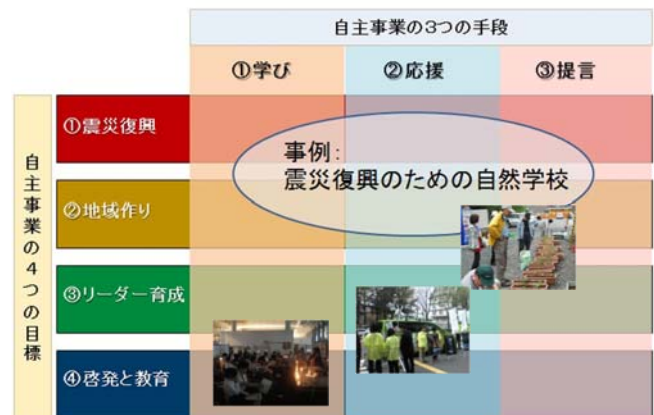 自主事業の3つの手段
①学び
②応援
③提言
自主事業の4つの目標
①震災復興
②地域作り
③リーダー育成
④啓発と教育
事例:
震災復興のための自然学校